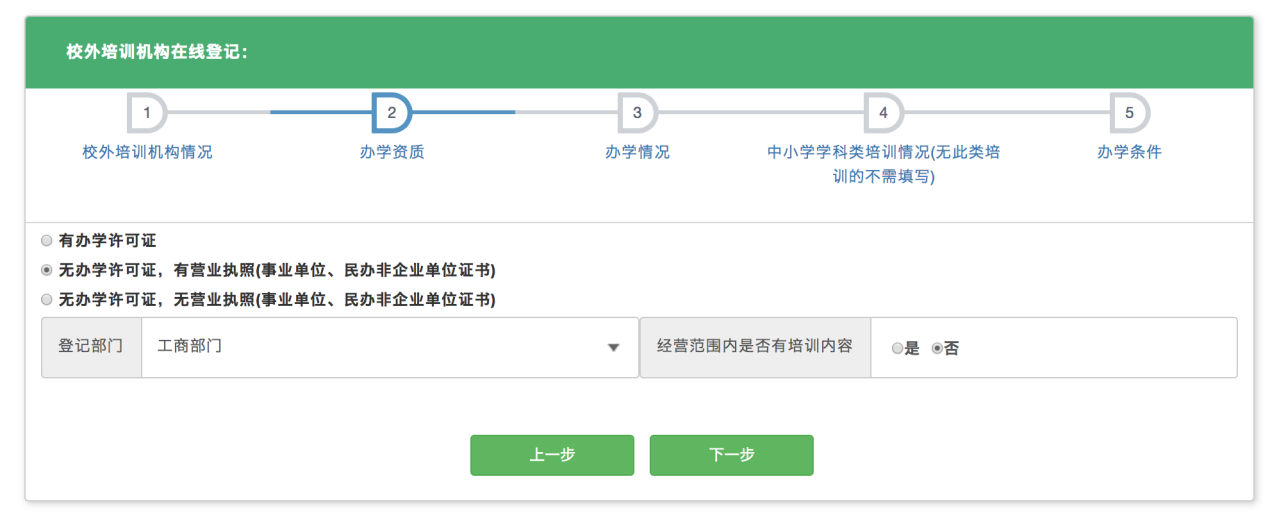 校外培训机构在线登记：
1
2
3
4
5
校外培训机构情况
办学资质
办学情况
中小学学科类培训情况(无此类培
训的不需填写)
办学条件
有办学许可证
无办学许可证，有营业执照(事业单位、民办非企业单位证书)
无办学许可证，无营业执照(事业单位、民办非企业单位证书)
登记部门 工商部门 经营范围内是否有培训内容 是 否
上一步 下一步